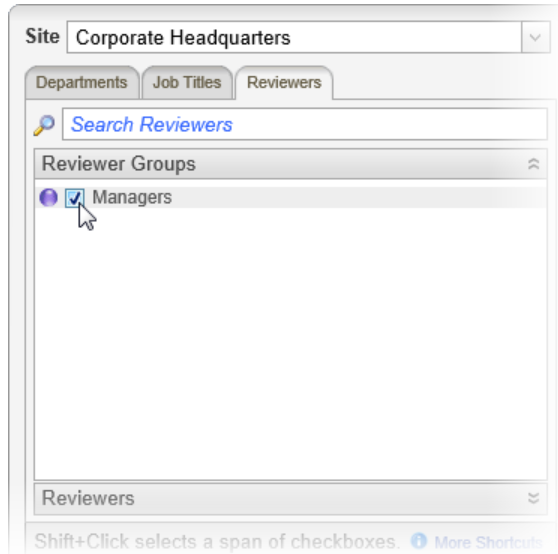 Site Corporate Headquarters
Departments Job Titles Reviewers
Search Reviewers
Reviewer Groups
Managers
Reviewers
Shift+Click selects a span of checkboxes. More Shortcuts